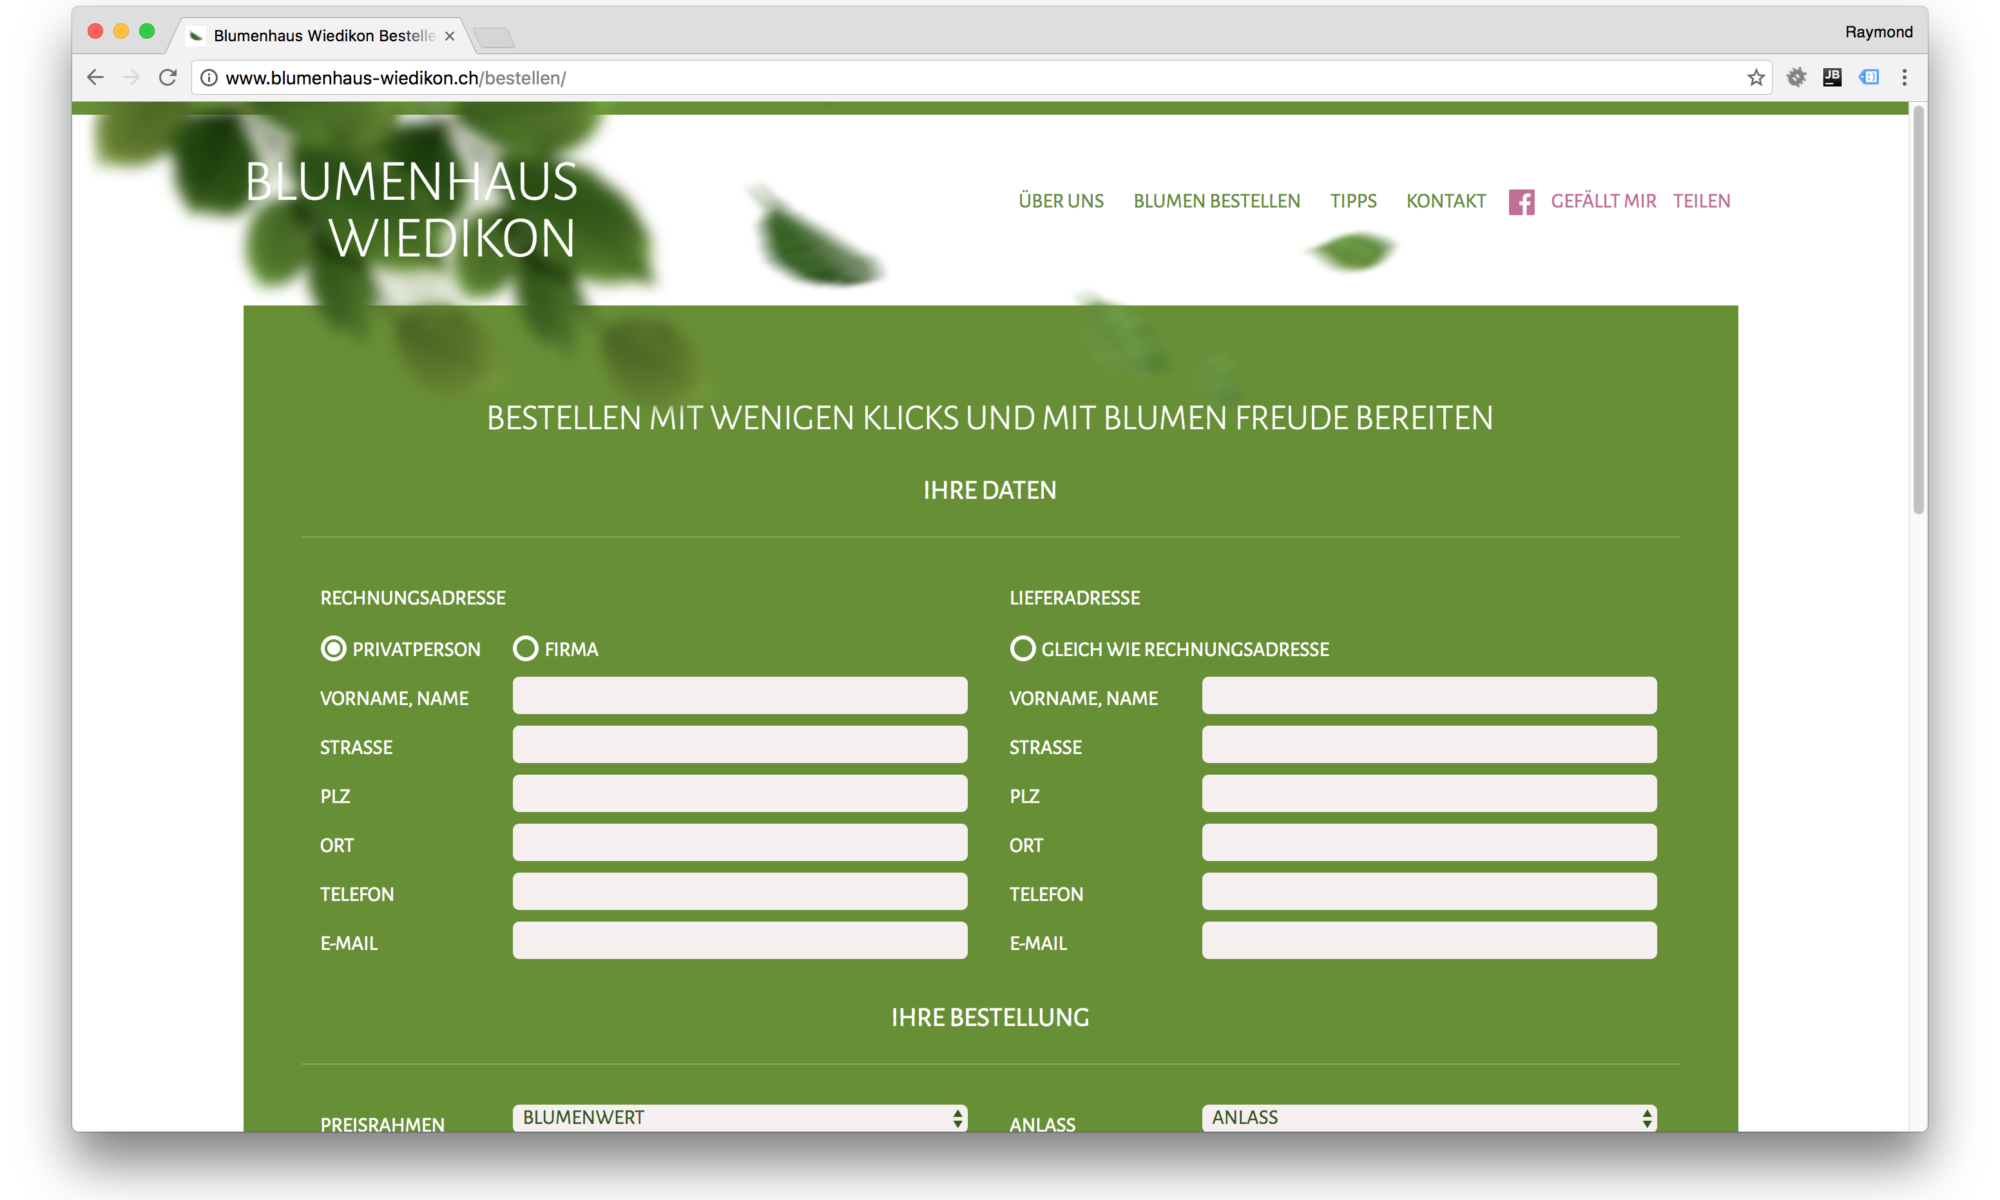 Blumenhaus Wiedikon Bestelle
Raymond
www.blumenhaus-wiedikon.ch/bestellen/
JB
BLUMENHAUS
WIEDIKON
ÜBER UNS BLUMEN BESTELLEN TIPPS KONTAKT f GEFÄLLT MIR TEILEN
BESTELLEN MIT WENIGEN KLICKS UND MIT BLUMEN FREUDE BEREITEN
IHRE DATEN
RECHNUNGSADRESSE
PRIVATPERSON FIRMA
VORNAME, NAME
STRASSE
PLZ
ORT
TELEFON
E-MAIL
LIEFERADRESSE
GLEICH WIE RECHNUNGSADRESSE
VORNAME, NAME
STRASSE
PLZ
ORT
TELEFON
E-MAIL
IHRE BESTELLUNG
PREISRAHMEN BLUMENWERT
ANLASS ANLASS